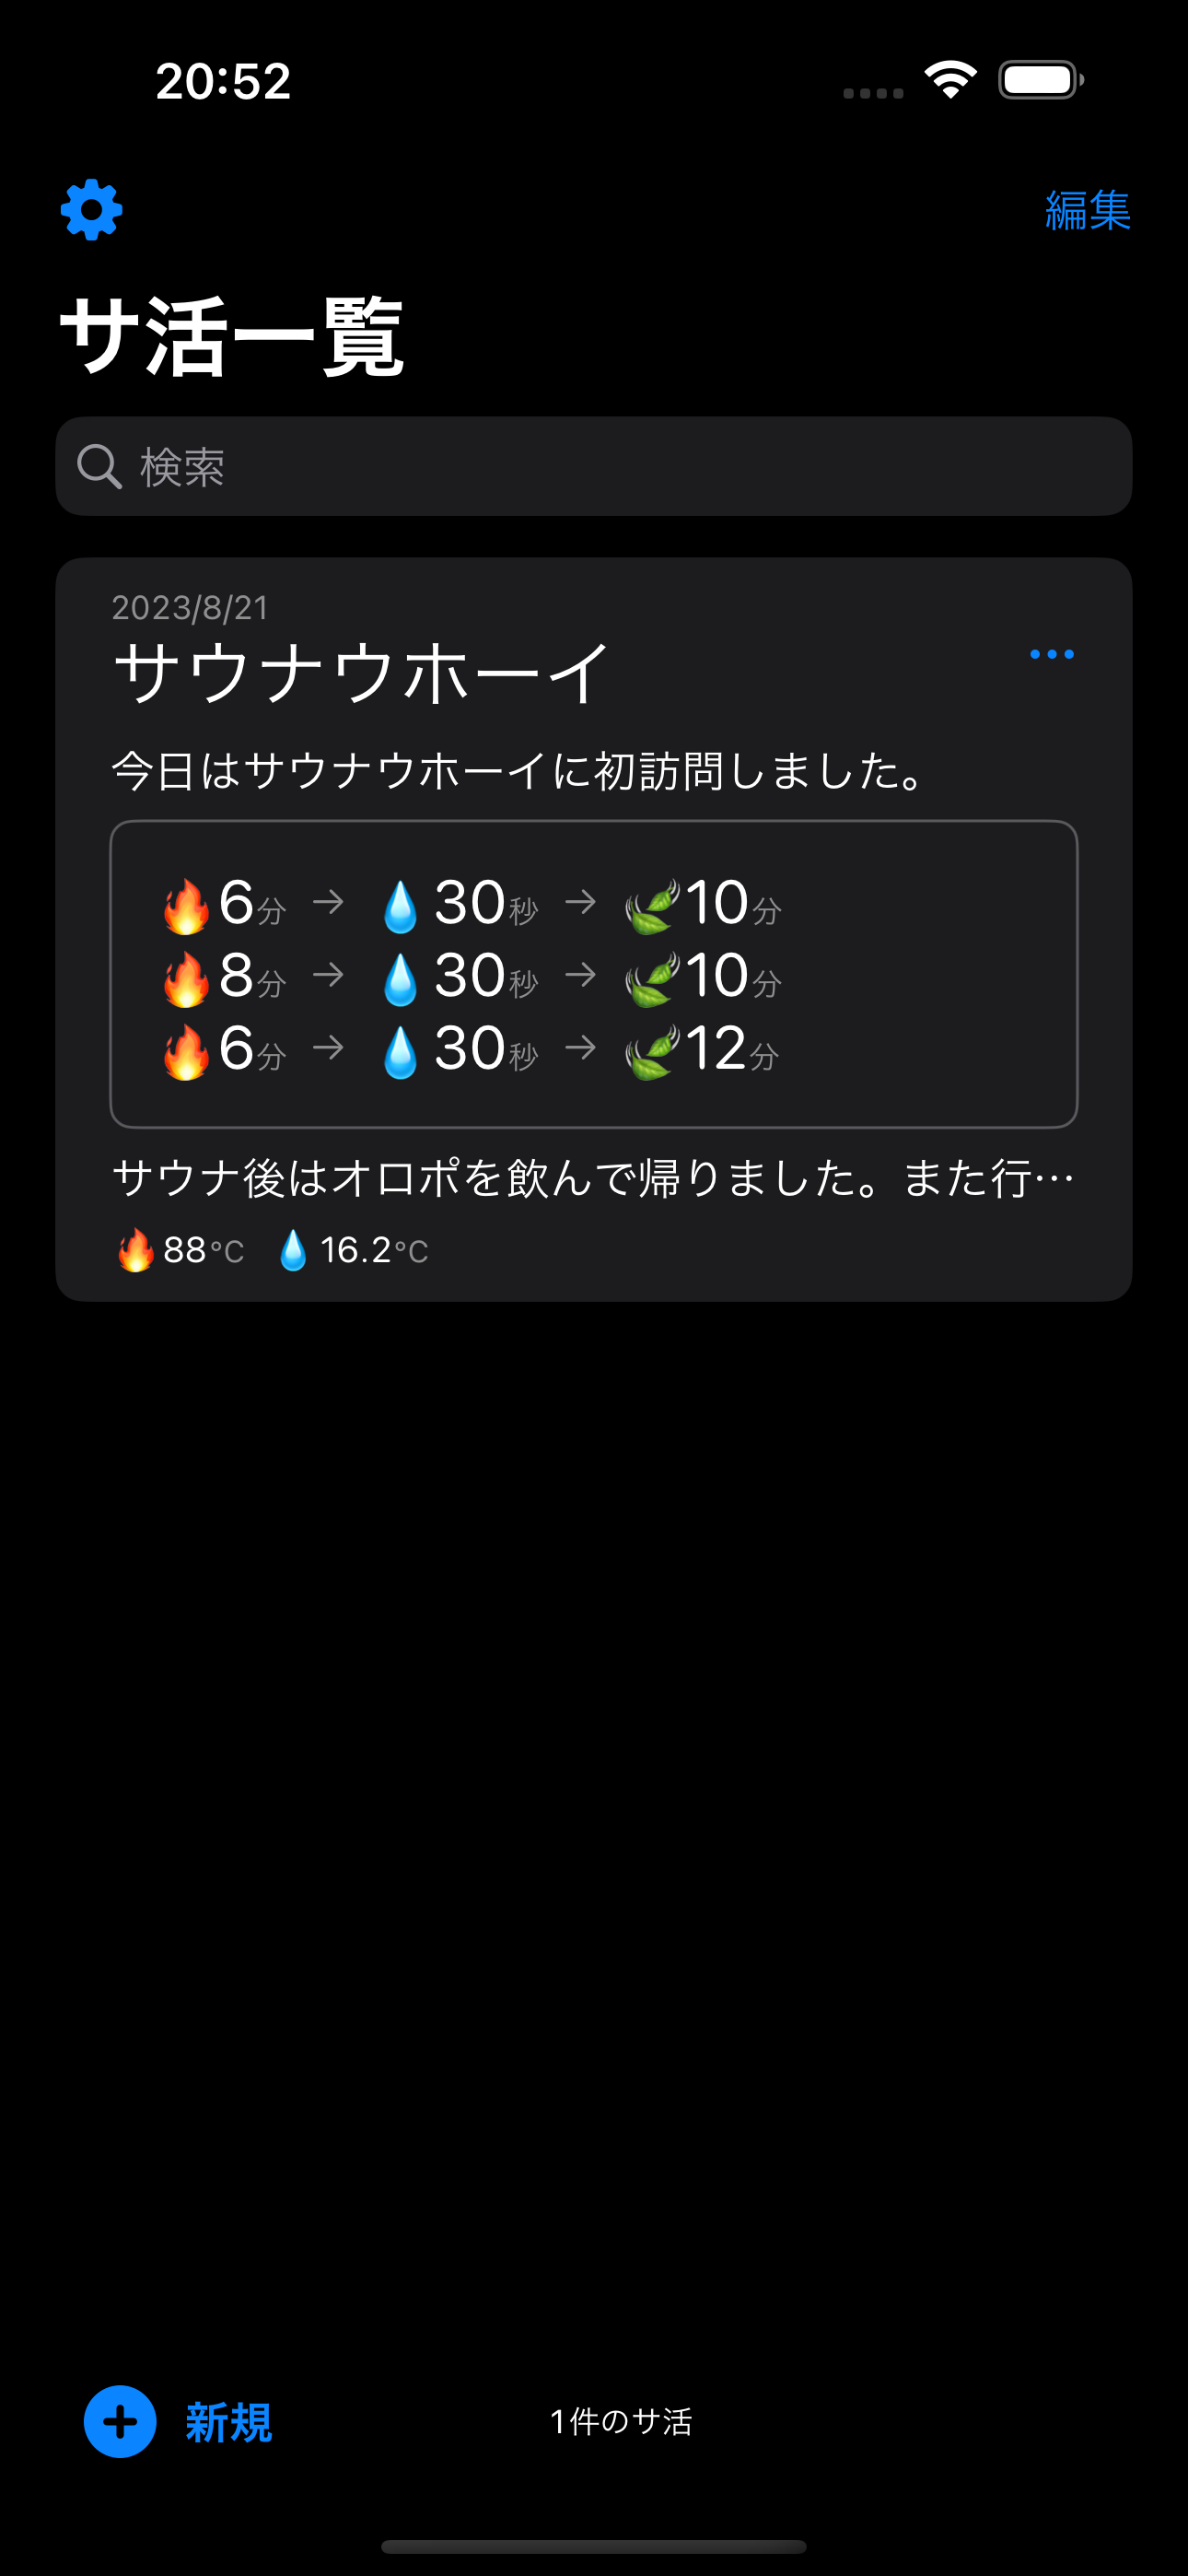 20:52
編集
サ活一覧
検索
2023/8/21
サウナウホーイ
今日はサウナウホーイに初訪問しました。
🔥6分 → 💧30秒 → 🍃10分
🔥8分 → 💧30秒 → 🍃10分
🔥6分 → 💧30秒 → 🍃12分
サウナ後はオロポを飲んで帰りました。また行…
🔥88℃ 💧16.2℃
新規
1件のサ活